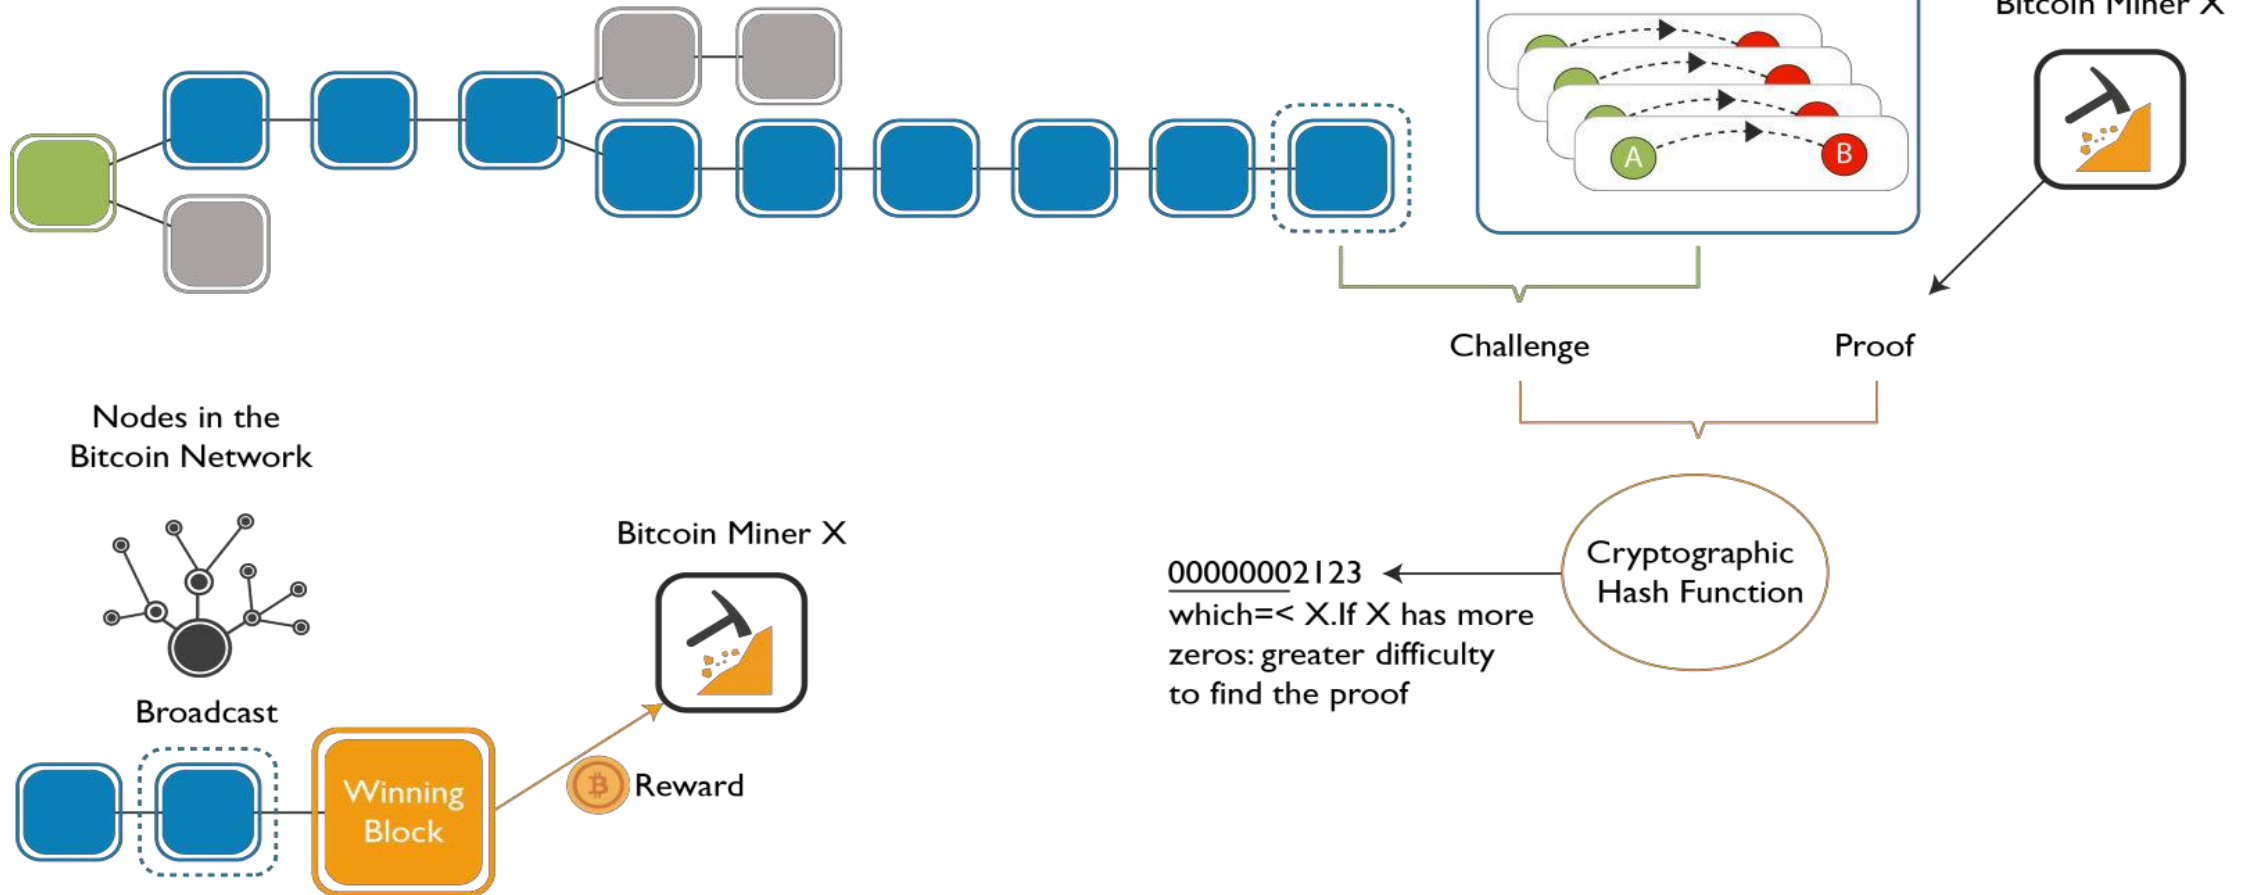 Bitcoin Miner X
A
B
Challenge
Proof
Nodes in the
Bitcoin Network
Bitcoin Miner X
Cryptographic
Hash Function
00000002123
which=< X.If X has more
zeros: greater difficulty
to find the proof
Broadcast
Winning
Block
Reward